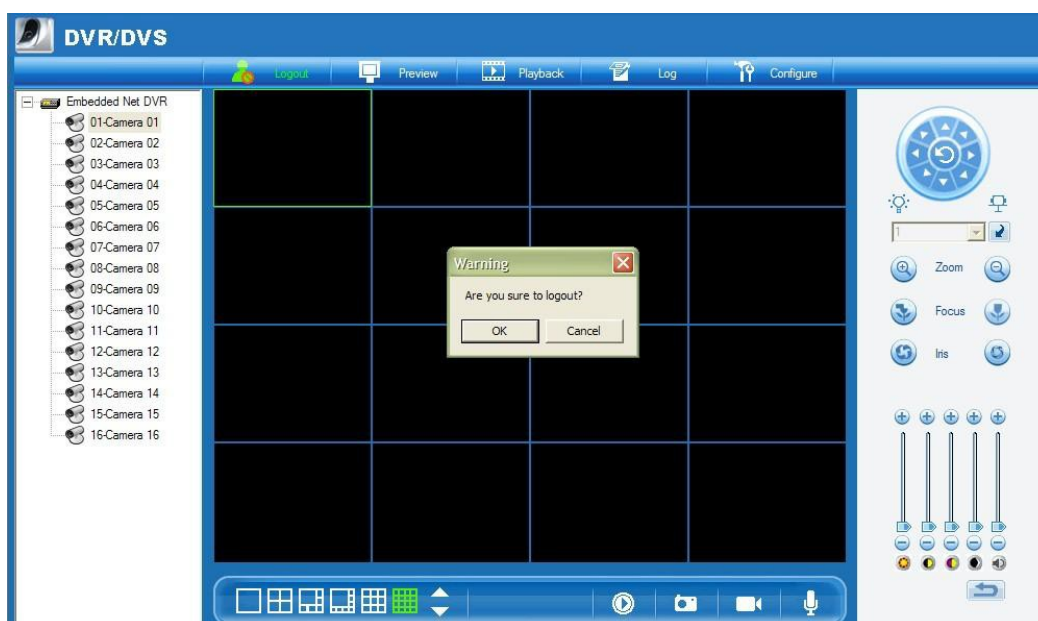 DVR/DVS
Logout Preview Playback Log Configure
Embedded Net DVR
01-Camera 01
02-Camera 02
03-Camera 03
04-Camera 04
05-Camera 05
06-Camera 06
07-Camera 07
08-Camera 08
09-Camera 09
10-Camera 10
11-Camera 11
12-Camera 12
13-Camera 13
14-Camera 14
15-Camera 15
16-Camera 16
Warning
Are you sure to logout?
OK Cancel
1
Zoom
Focus
Iris